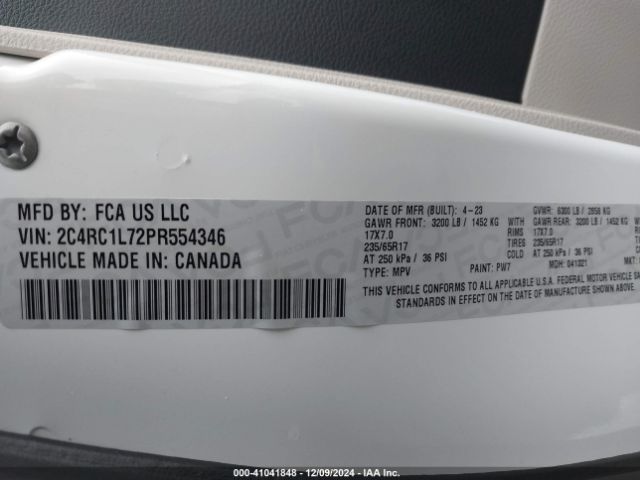 MFD BY: FCA US LLC
VIN: 2C4RC1L72PR554346
VEHICLE MADE IN: CANADA
DATE OF MFR (BUILT): 4-23 GVWR: 6300 LB / 2858 KG
GAWR FRONT: 3200 LB / 1452 KG GAWR REAR: 3200 LB / 1452 KG
17X7.0 RIMS 17X7.0
235/65R17 TIRES 235/65R17
AT 250 kPa / 36 PSI COLD AT 250 kPa / 36 PSI
TYPE: MPV PAINT: PW7 MDH: 041021 MKT:
THIS VEHICLE CONFORMS TO ALL APPLICABLE U.S.A. FEDERAL MOTOR VEHICLE
STANDARDS IN EFFECT ON THE DATE OF MANUFACTURE SHOWN ABOVE.
©-41041848 - 12/09/2024 - IAA Inc.